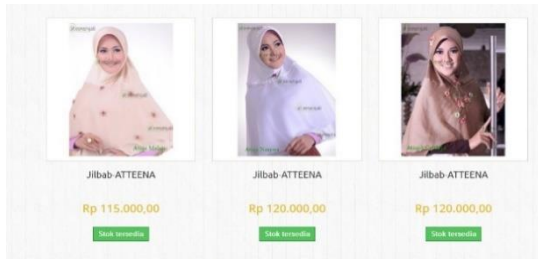 Jilbab-ATTEENA
Rp 115.000,00
Stok tersedia
Jilbab-ATTEENA
Rp 120.000,00
Stok tersedia
Jilbab-ATTEENA
Rp 120.000,00
Stok tersedia